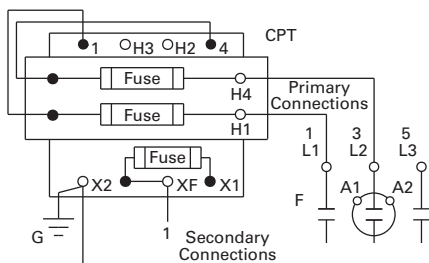 CPT
1 H3 H2 4
Fuse
H4
Primary
Connections
Fuse
H1
1 3 5
L1 L2 L3
Fuse
X2 XF X1
F A1 A2
G
1
Secondary
Connections